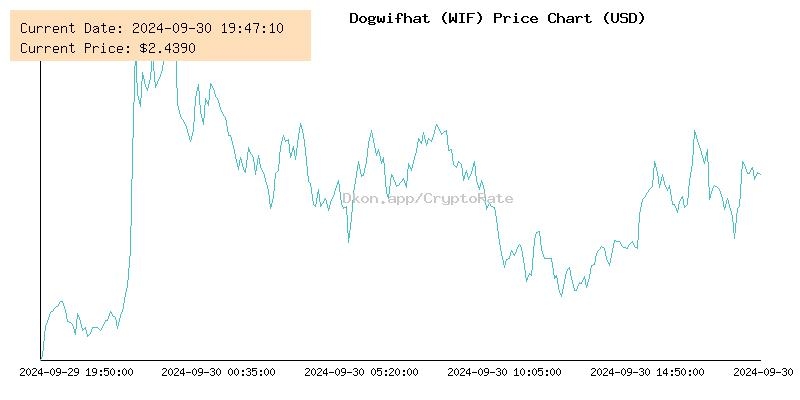 Dogwifhat (WIF) Price Chart (USD)
Current Date: 2024-09-30 19:47:10
Current Price: $2.4390
Dkon.app/CryptoRate
2024-09-29 19:50:00 2024-09-30 00:35:00 2024-09-30 05:20:00 2024-09-30 10:05:00 2024-09-30 14:50:00 2024-09-30